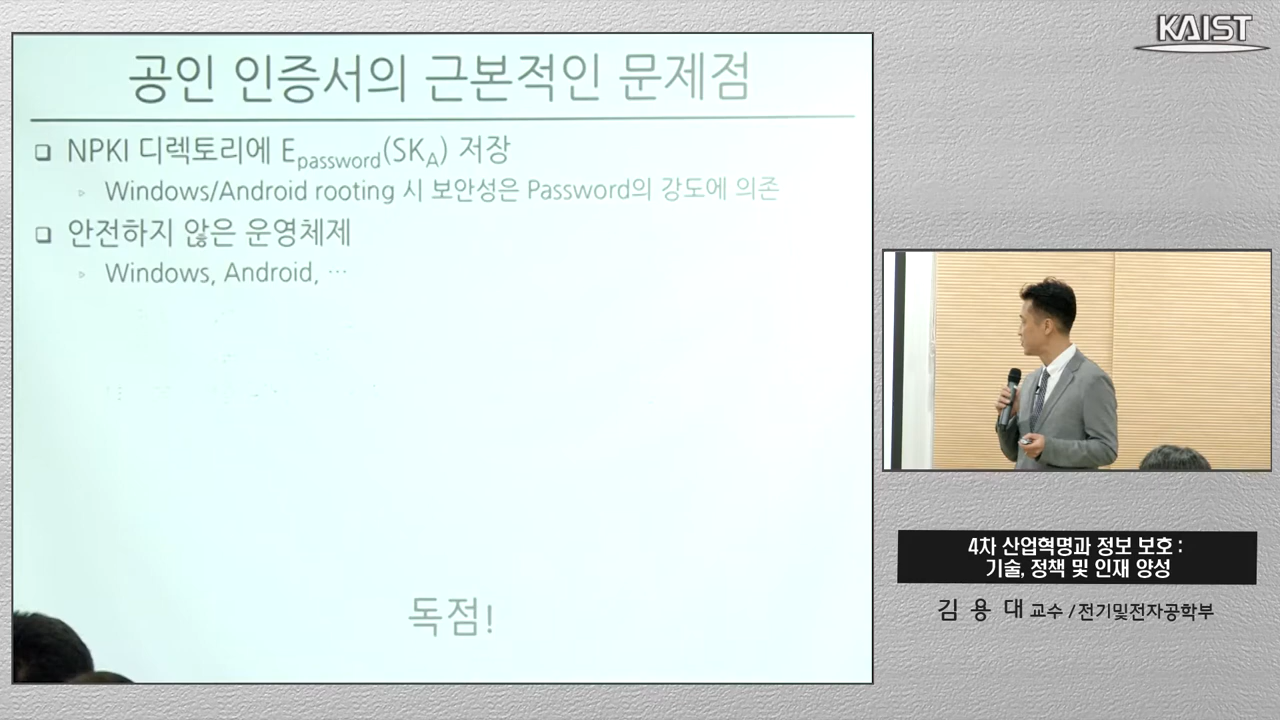 KAIST
공인 인증서의 근본적인 문제점
❑ NPKI 디렉토리에 Epassword(SKA) 저장
▹ Windows/Android rooting 시 보안성은 Password의 강도에 의존
❑ 안전하지 않은 운영체제
▹ Windows, Android, …
독점!
4차 산업혁명과 정보 보호 :
기술, 정책 및 인재 양성
김 용 대 교수 / 전기및전자공학부